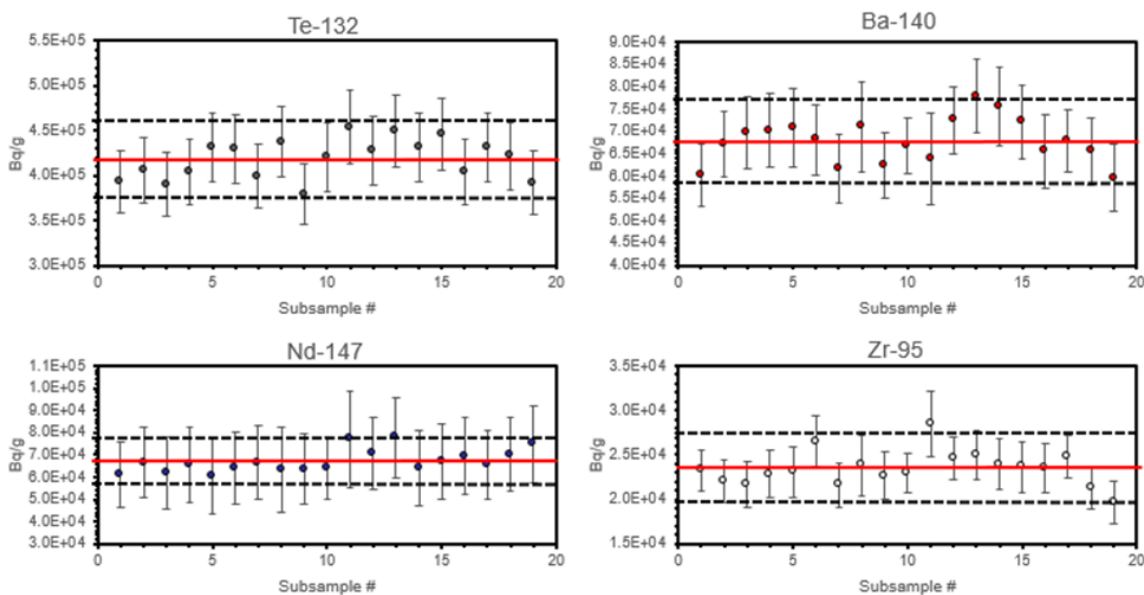 Te-132
5.5E+05
5.0E+05
4.5E+05
4.0E+05
3.5E+05
3.0E+05
Bq/g
0 5 10 15 20
Subsample #
Ba-140
9.0E+04
8.5E+04
8.0E+04
7.5E+04
7.0E+04
6.5E+04
6.0E+04
5.5E+04
5.0E+04
4.5E+04
4.0E+04
Bq/g
0 5 10 15 20
Subsample #
Nd-147
1.1E+05
1.0E+05
9.0E+04
8.0E+04
7.0E+04
6.0E+04
5.0E+04
4.0E+04
3.0E+04
Bq/g
0 5 10 15 20
Subsample #
Zr-95
3.5E+04
3.0E+04
2.5E+04
2.0E+04
1.5E+04
Bq/g
0 5 10 15 20
Subsample #